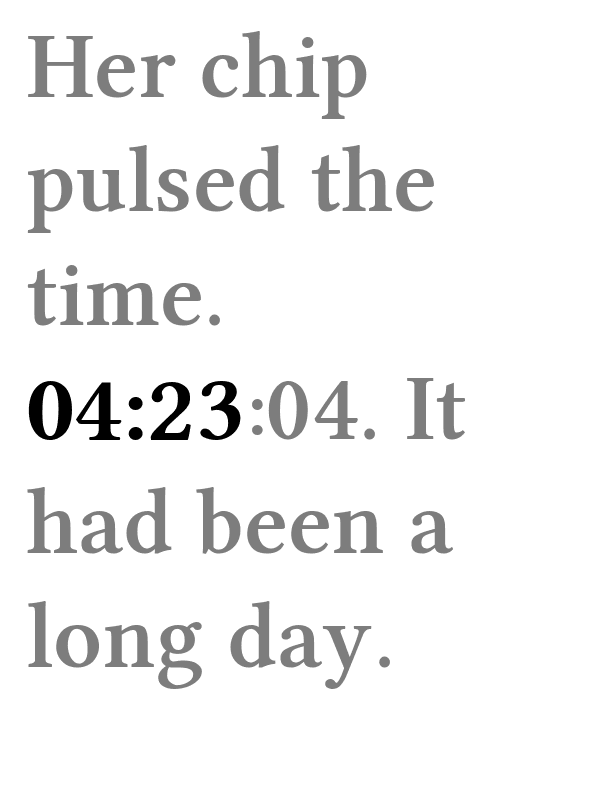 Her chip
pulsed the
time.
04:23:04. It
had been a
long day.